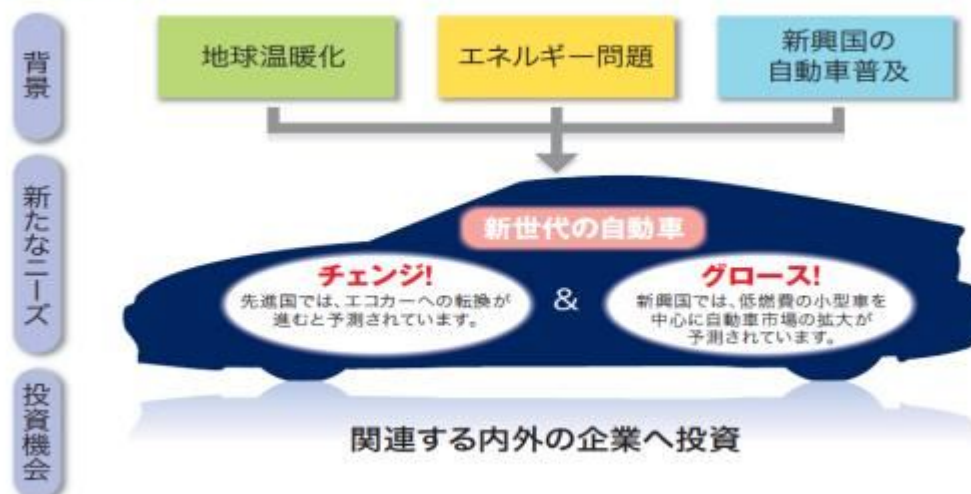 背景
地球温暖化
エネルギー問題
新興国の
自動車普及
新たなニーズ
新世代の自動車
チェンジ!
先進国では、エコカーへの転換が
進むと予測されています。
&
グロース!
新興国では、低燃費の小型車を
中心に自動車市場の拡大が
予測されています。
投資機会
関連する内外の企業へ投資